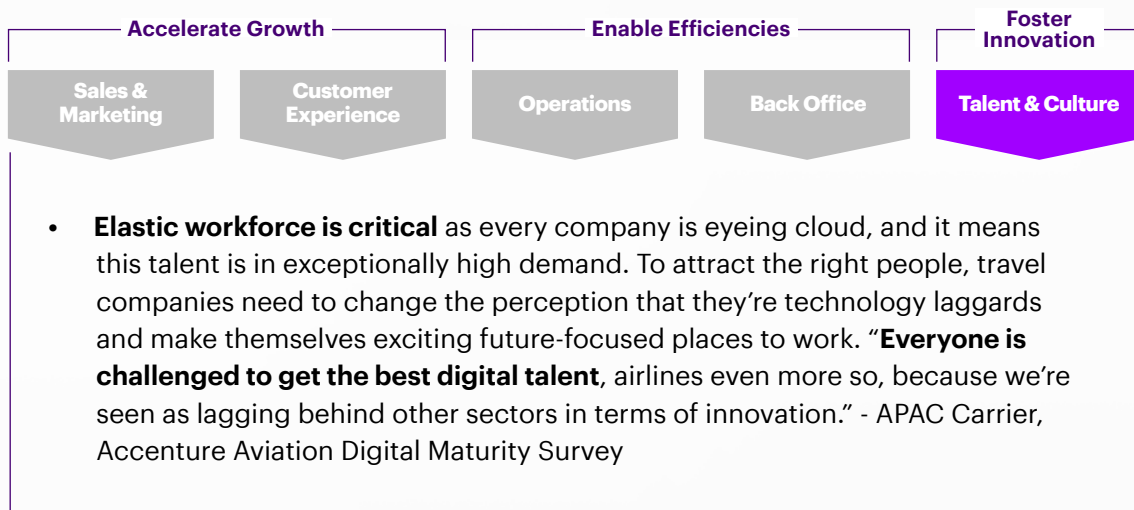 Accelerate Growth
Enable Efficiencies
Foster
Innovation
Sales &
Marketing
Customer
Experience
Operations
Back Office
Talent & Culture
• Elastic workforce is critical as every company is eyeing cloud, and it means
this talent is in exceptionally high demand. To attract the right people, travel
companies need to change the perception that they’re technology laggards
and make themselves exciting future-focused places to work. “Everyone is
challenged to get the best digital talent, airlines even more so, because we’re
seen as lagging behind other sectors in terms of innovation.” - APAC Carrier,
Accenture Aviation Digital Maturity Survey